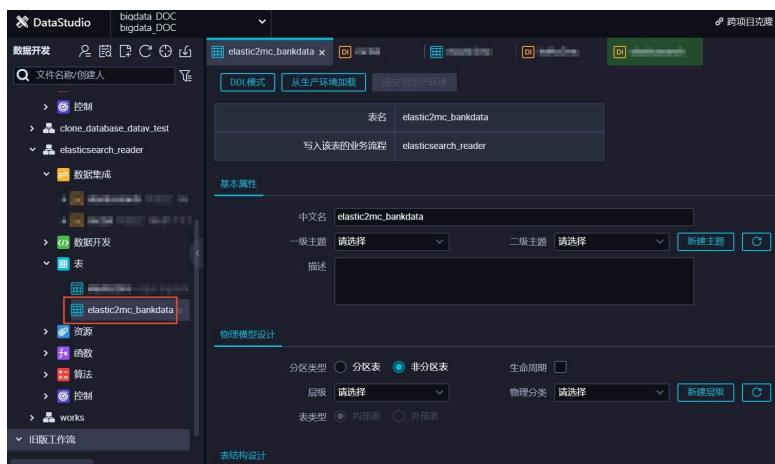 DataStudio
bigdata_DOC
bigdata_DOC
跨项目克隆
数据开发
文件名称/创建人
控制
clone_database_datav_test
elasticsearch_reader
数据集成
数据开发
表
elastic2mc_bankdata
资源
函数
算法
控制
works
旧版工作流
elastic2mc_bankdata
DDL模式
从生产环境加载
提交到生产环境
表名 elastic2mc_bankdata
写入该表的业务流程 elasticsearch_reader
基本属性
中文名 elastic2mc_bankdata
一级主题 请选择 二级主题 请选择 新建主题
描述
物理模型设计
分区类型 分区表 非分区表 生命周期
层级 请选择 物理分类 请选择 新建层级
表类型 内部表 外部表
表结构设计